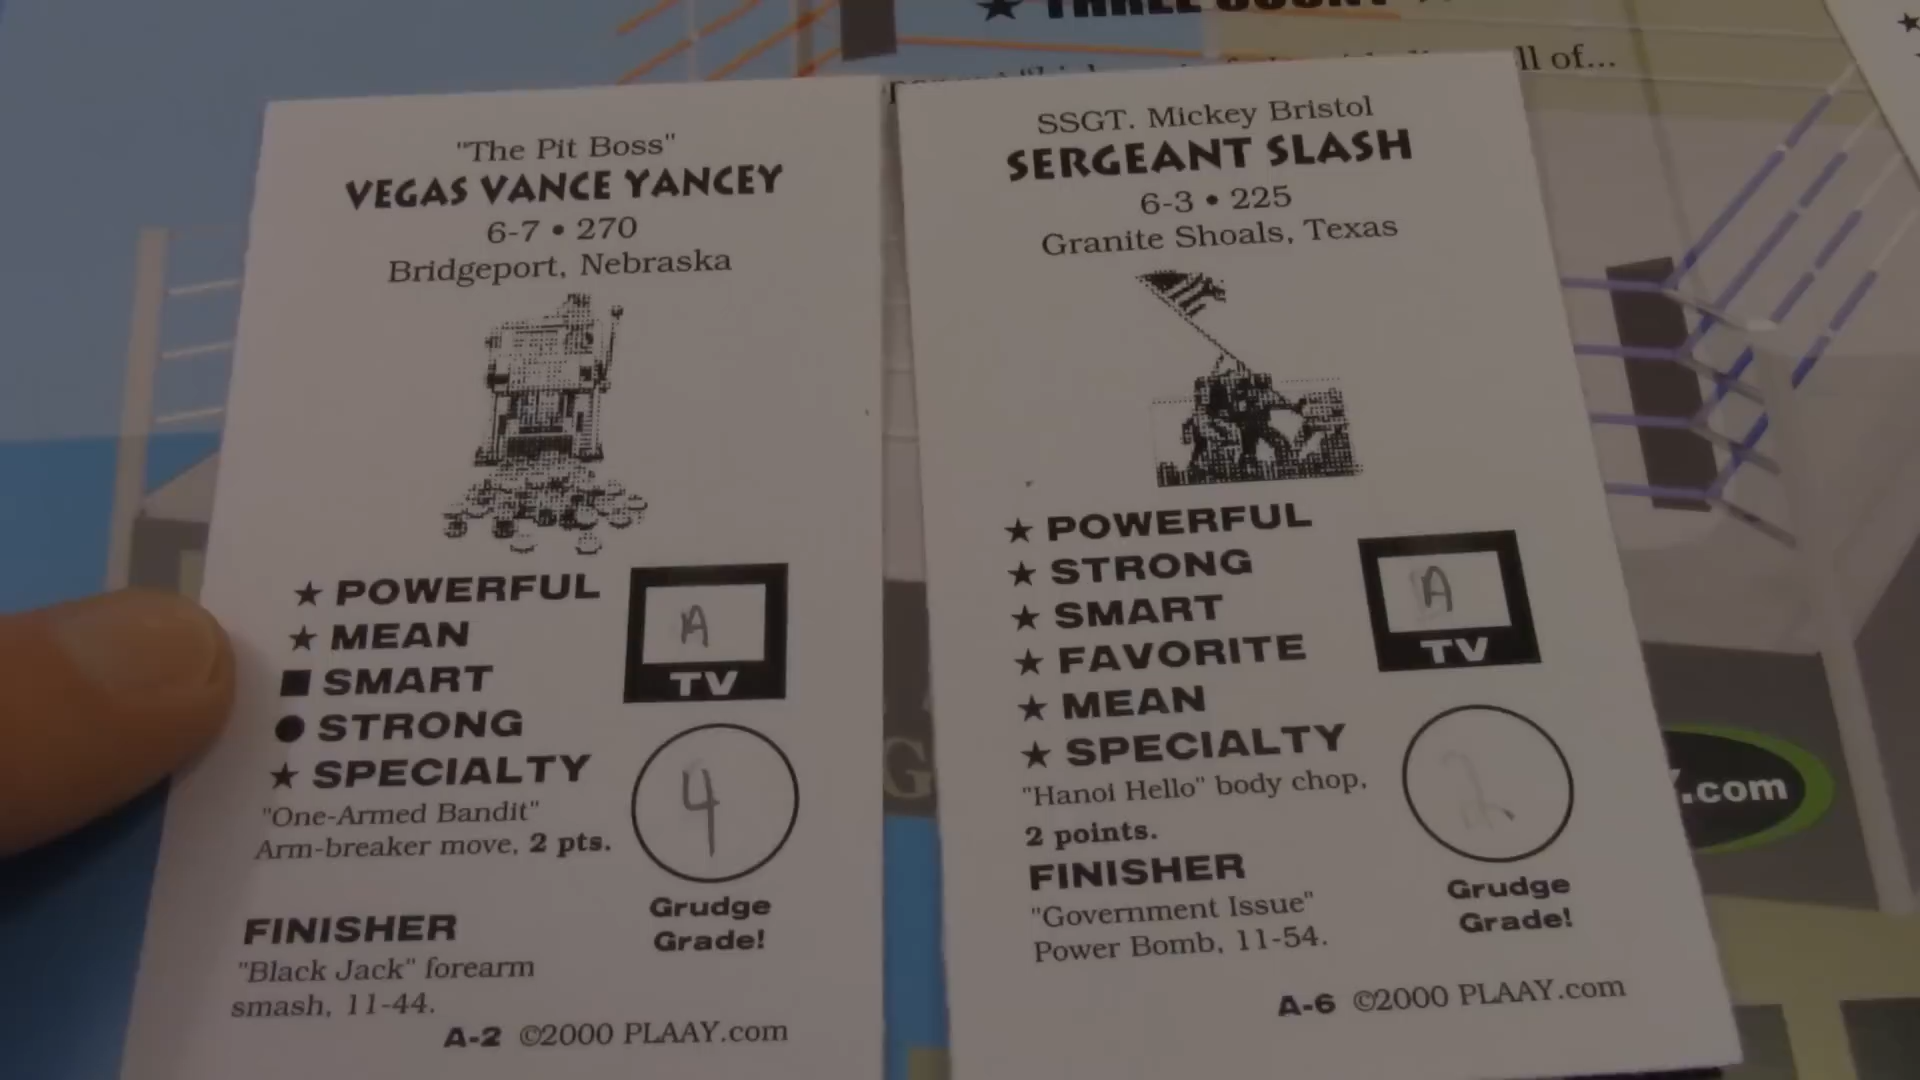 ★ THREE COUNT
ll of...
"The Pit Boss"
VEGAS VANCE YANCEY
6-7 • 270
Bridgeport, Nebraska
★ POWERFUL
★ MEAN
■ SMART
● STRONG
★ SPECIALTY
"One-Armed Bandit"
Arm-breaker move, 2 pts.
FINISHER
"Black Jack" forearm
smash, 11-44.
A
TV
4
Grudge
Grade!
A-2 ©2000 PLAAY.com
SSGT. Mickey Bristol
SERGEANT SLASH
6-3 • 225
Granite Shoals, Texas
★ POWERFUL
★ STRONG
★ SMART
★ FAVORITE
★ MEAN
★ SPECIALTY
"Hanoi Hello" body chop,
2 points.
FINISHER
"Government Issue"
Power Bomb, 11-54.
A
TV
2
Grudge
Grade!
A-6 ©2000 PLAAY.com
G
.com